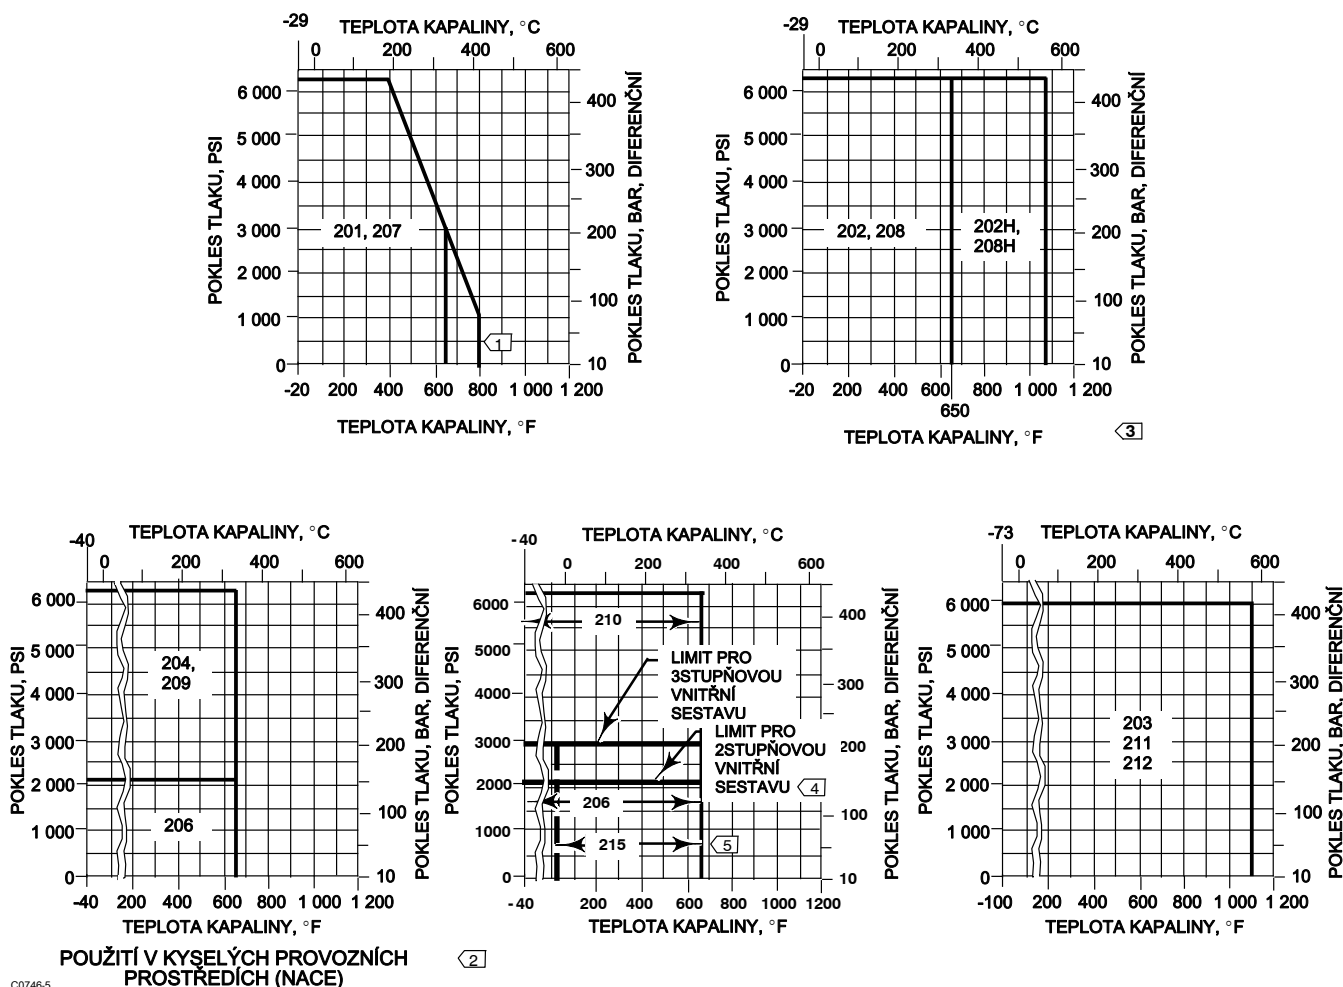 -29 TEPLOTA KAPALINY, °C
0 200 400 600
POKLES TLAKU, PSI
6 000
5 000
4 000
3 000
2 000
1 000
0
201, 207
1
400
300
200
100
10
POKLES TLAKU, BAR, DIFERENČNÍ
-20 200 400 600 800 1 000 1 200
TEPLOTA KAPALINY, °F
-29 TEPLOTA KAPALINY, °C
0 200 400 600
POKLES TLAKU, PSI
6 000
5 000
4 000
3 000
2 000
1 000
0
202, 208
202H,
208H
400
300
200
100
10
POKLES TLAKU, BAR, DIFERENČNÍ
-20 200 400 600 800 1 000 1 200
650
TEPLOTA KAPALINY, °F
3
-40 TEPLOTA KAPALINY, °C
0 200 400 600
POKLES TLAKU, PSI
6 000
5 000
4 000
3 000
2 000
1 000
0
204,
209
206
400
300
200
100
10
POKLES TLAKU, BAR, DIFERENČNÍ
-40 200 400 600 800 1 000 1 200
TEPLOTA KAPALINY, °F
POUŽITÍ V KYSELÝCH PROVOZNÍCH
PROSTŘEDÍCH (NACE)
2
-40 TEPLOTA KAPALINY, °C
0 200 400 600
POKLES TLAKU, PSI
6000
5000
4000
3000
2000
1000
0
210
LIMIT PRO
3STUPŇOVOU
VNITŘNÍ
SESTAVU
LIMIT PRO
2STUPŇOVOU
VNITŘNÍ
SESTAVU 4
206
215 5
400
300
200
100
10
POKLES TLAKU, BAR, DIFERENČNÍ
-40 200 400 600 800 1000 1200
TEPLOTA KAPALINY, °F
-73 TEPLOTA KAPALINY, °C
0 200 400 600
POKLES TLAKU, PSI
6 000
5 000
4 000
3 000
2 000
1 000
0
203
211
212
400
300
200
100
10
POKLES TLAKU, BAR, DIFERENČNÍ
-100 200 400 600 800 1 000 1 200
TEPLOTA KAPALINY, °F
C0746-5